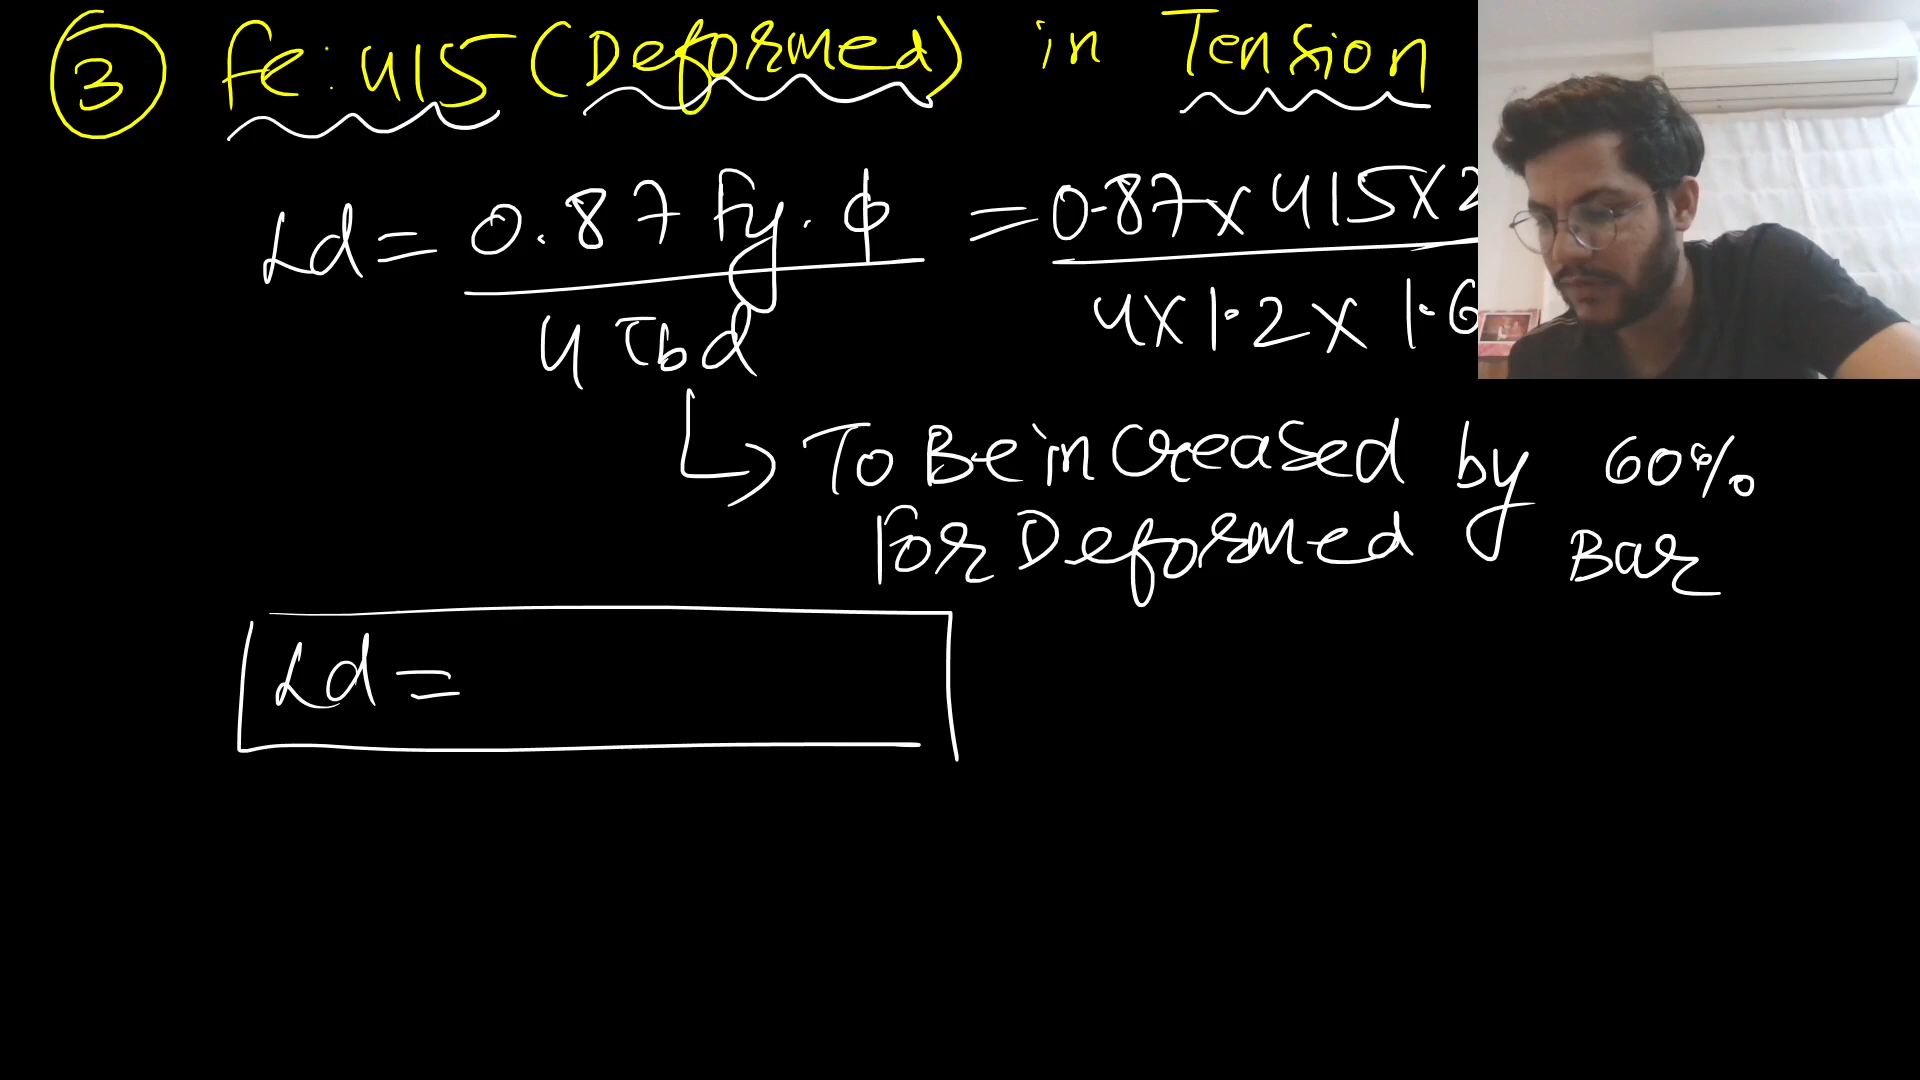 3 Fe:415 (Deformed) in Tension
Ld = 0.87 fy.ϕ / 4 τbd = 0.87 x 415 x 2 / 4 x 1.2 x 1.6
↳ To Be increased by 60%
For Deformed Bar
Ld =